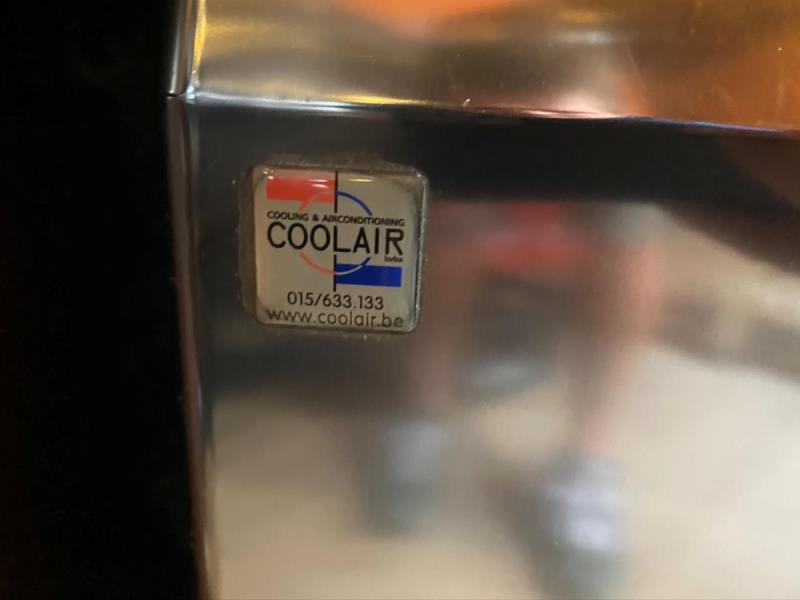 COOLING & AIRCONDITIONING
COOLAIR
bvba
015/633.133
www.coolair.be